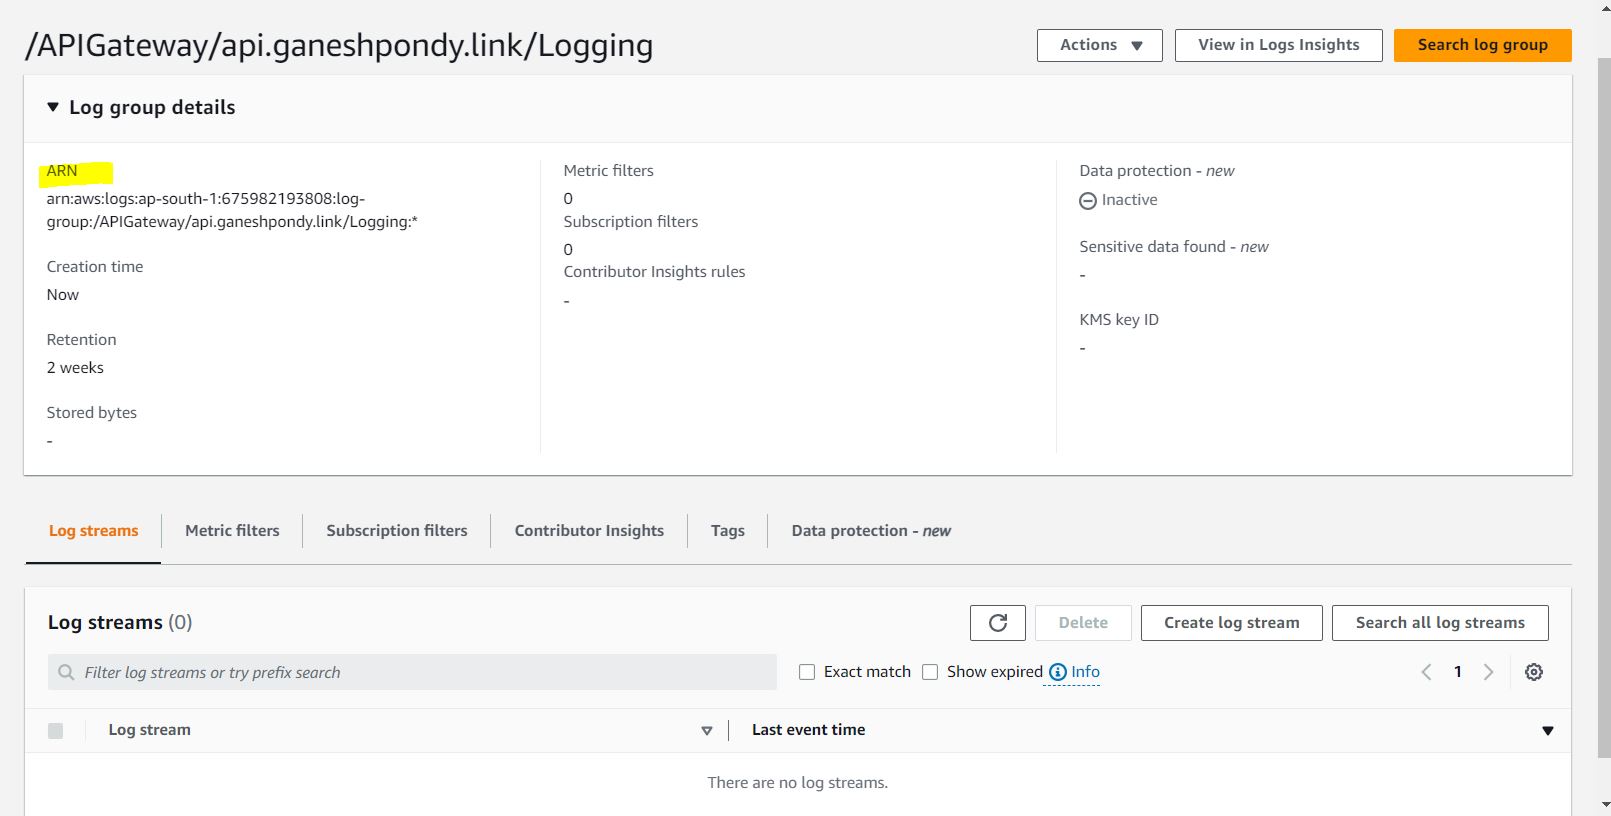 /APIGateway/api.ganeshpondy.link/Logging
Actions
View in Logs Insights
Search log group
Log group details
ARN
arn:aws:logs:ap-south-1:675982193808:log-
group:/APIGateway/api.ganeshpondy.link/Logging:*
Creation time
Now
Retention
2 weeks
Stored bytes
-
Metric filters
0
Subscription filters
0
Contributor Insights rules
-
Data protection - new
Inactive
Sensitive data found - new
-
KMS key ID
-
Log streams
Metric filters
Subscription filters
Contributor Insights
Tags
Data protection - new
Log streams (0)
Delete
Create log stream
Search all log streams
Filter log streams or try prefix search
Exact match
Show expired
Info
1
Log stream
Last event time
There are no log streams.